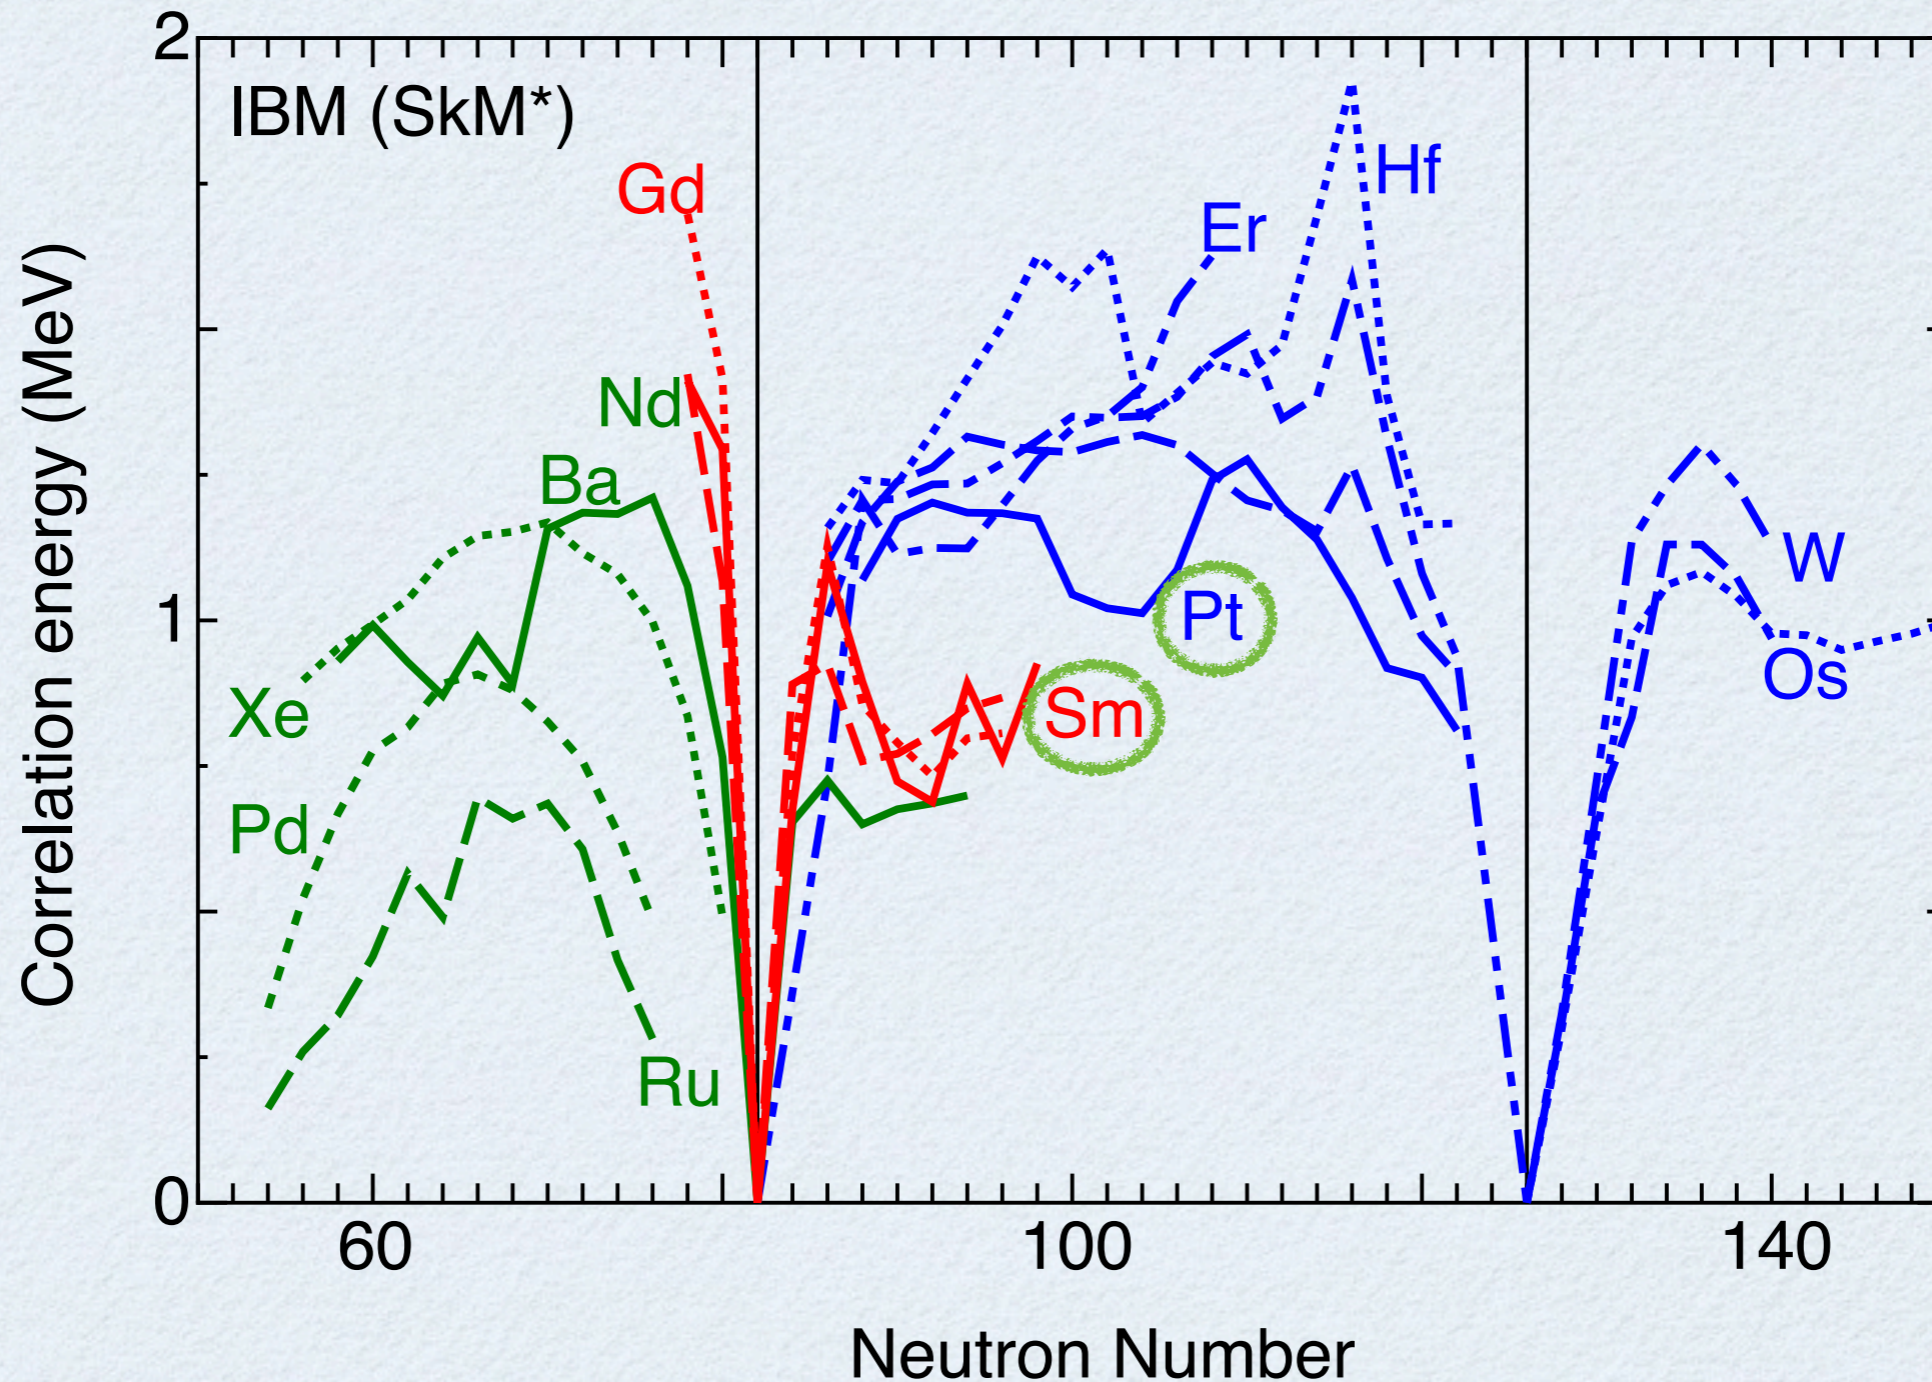 2
IBM (SkM*)
Gd
Hf
Er
Nd
Ba
W
1
Pt
Xe
Sm
Os
Pd
Ru
0
60
100
140
Correlation energy (MeV)
Neutron Number